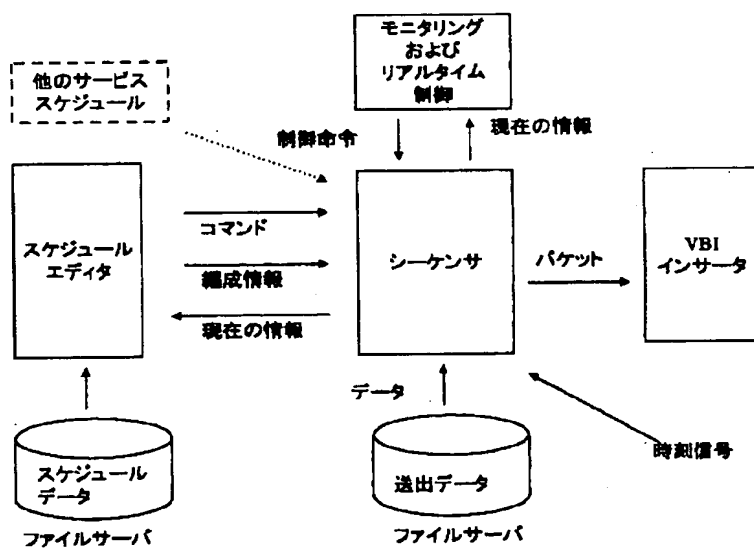 モニタリング
および
リアルタイム
制御
他のサービス
スケジュール
制御命令
現在の情報
スケジュール
エディタ
コマンド
編成情報
現在の情報
シーケンサ
パケット
VBI
インサータ
データ
時刻信号
スケジュール
データ
ファイルサーバ
送出データ
ファイルサーバ